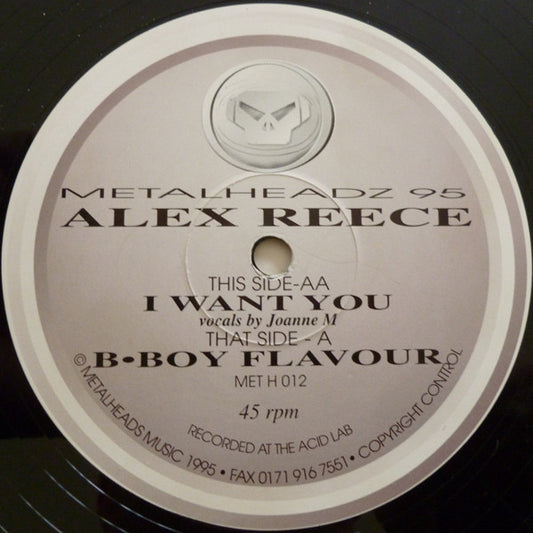 METALHEADZ 95
ALEX REECE
THIS SIDE-AA
I WANT YOU
vocals by Joanne M
THAT SIDE - A
B•BOY FLAVOUR
MET H 012
45 rpm
RECORDED AT THE ACID LAB
© METALHEADS MUSIC 1995 • FAX 0171 916 7551 • COPYRIGHT CONTROL